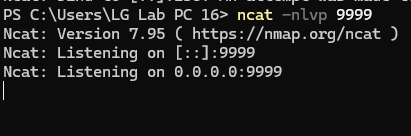 PS C:\Users\LG Lab PC 16> ncat -nlvp 9999
Ncat: Version 7.95 ( https://nmap.org/ncat )
Ncat: Listening on [::]:9999
Ncat: Listening on 0.0.0.0:9999